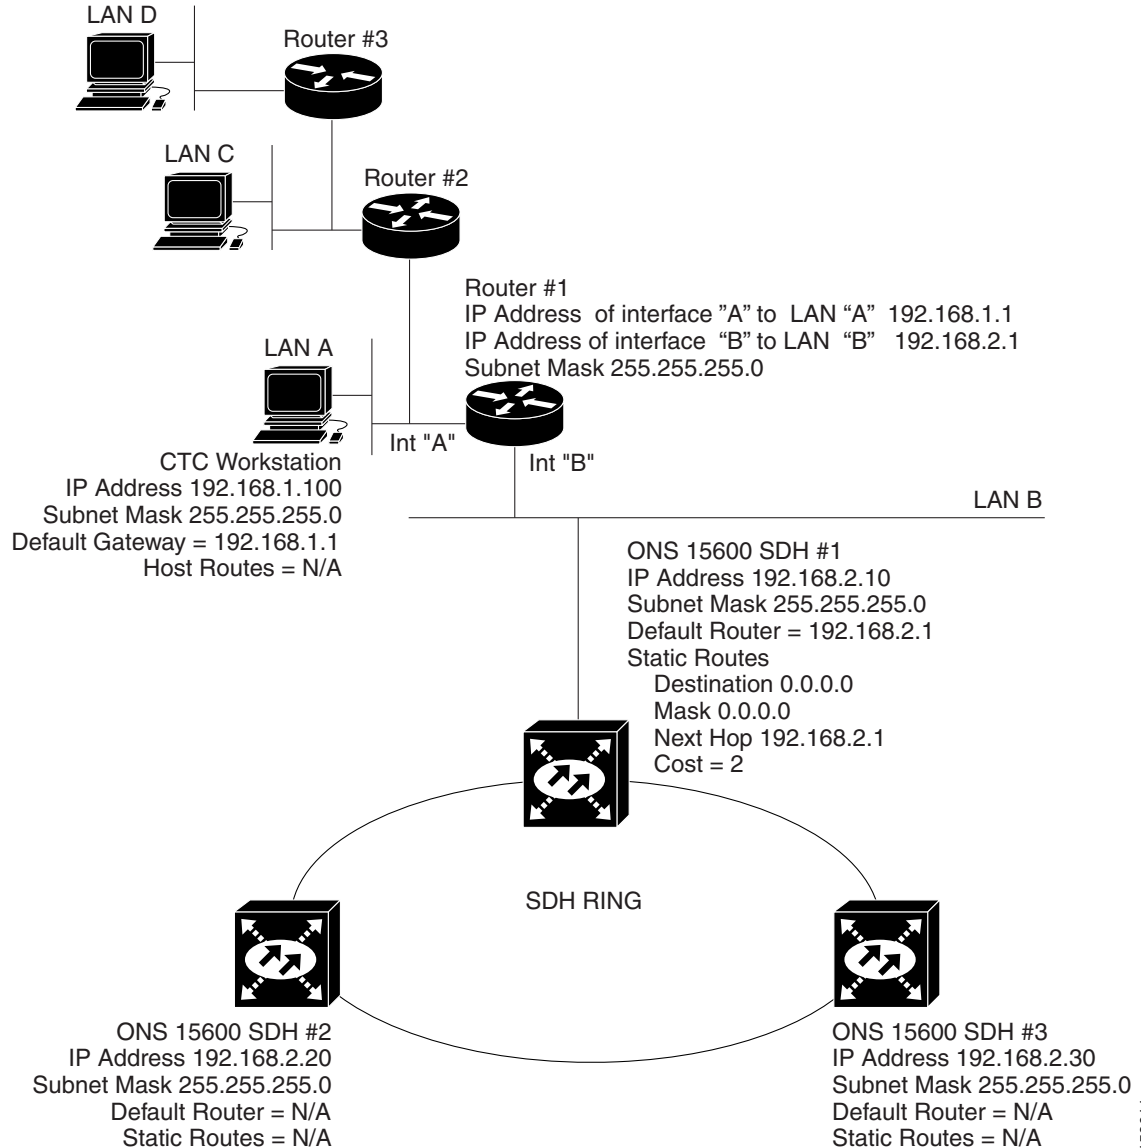 LAN D
Router #3
LAN C
Router #2
Router #1
IP Address of interface ”A” to LAN “A” 192.168.1.1
IP Address of interface “B” to LAN “B” 192.168.2.1
Subnet Mask 255.255.255.0
LAN A
Int "A"
Int "B"
CTC Workstation
IP Address 192.168.1.100
Subnet Mask 255.255.255.0
Default Gateway = 192.168.1.1
Host Routes = N/A
LAN B
ONS 15600 SDH #1
IP Address 192.168.2.10
Subnet Mask 255.255.255.0
Default Router = 192.168.2.1
Static Routes
Destination 0.0.0.0
Mask 0.0.0.0
Next Hop 192.168.2.1
Cost = 2
SDH RING
ONS 15600 SDH #2
IP Address 192.168.2.20
Subnet Mask 255.255.255.0
Default Router = N/A
Static Routes = N/A
ONS 15600 SDH #3
IP Address 192.168.2.30
Subnet Mask 255.255.255.0
Default Router = N/A
Static Routes = N/A